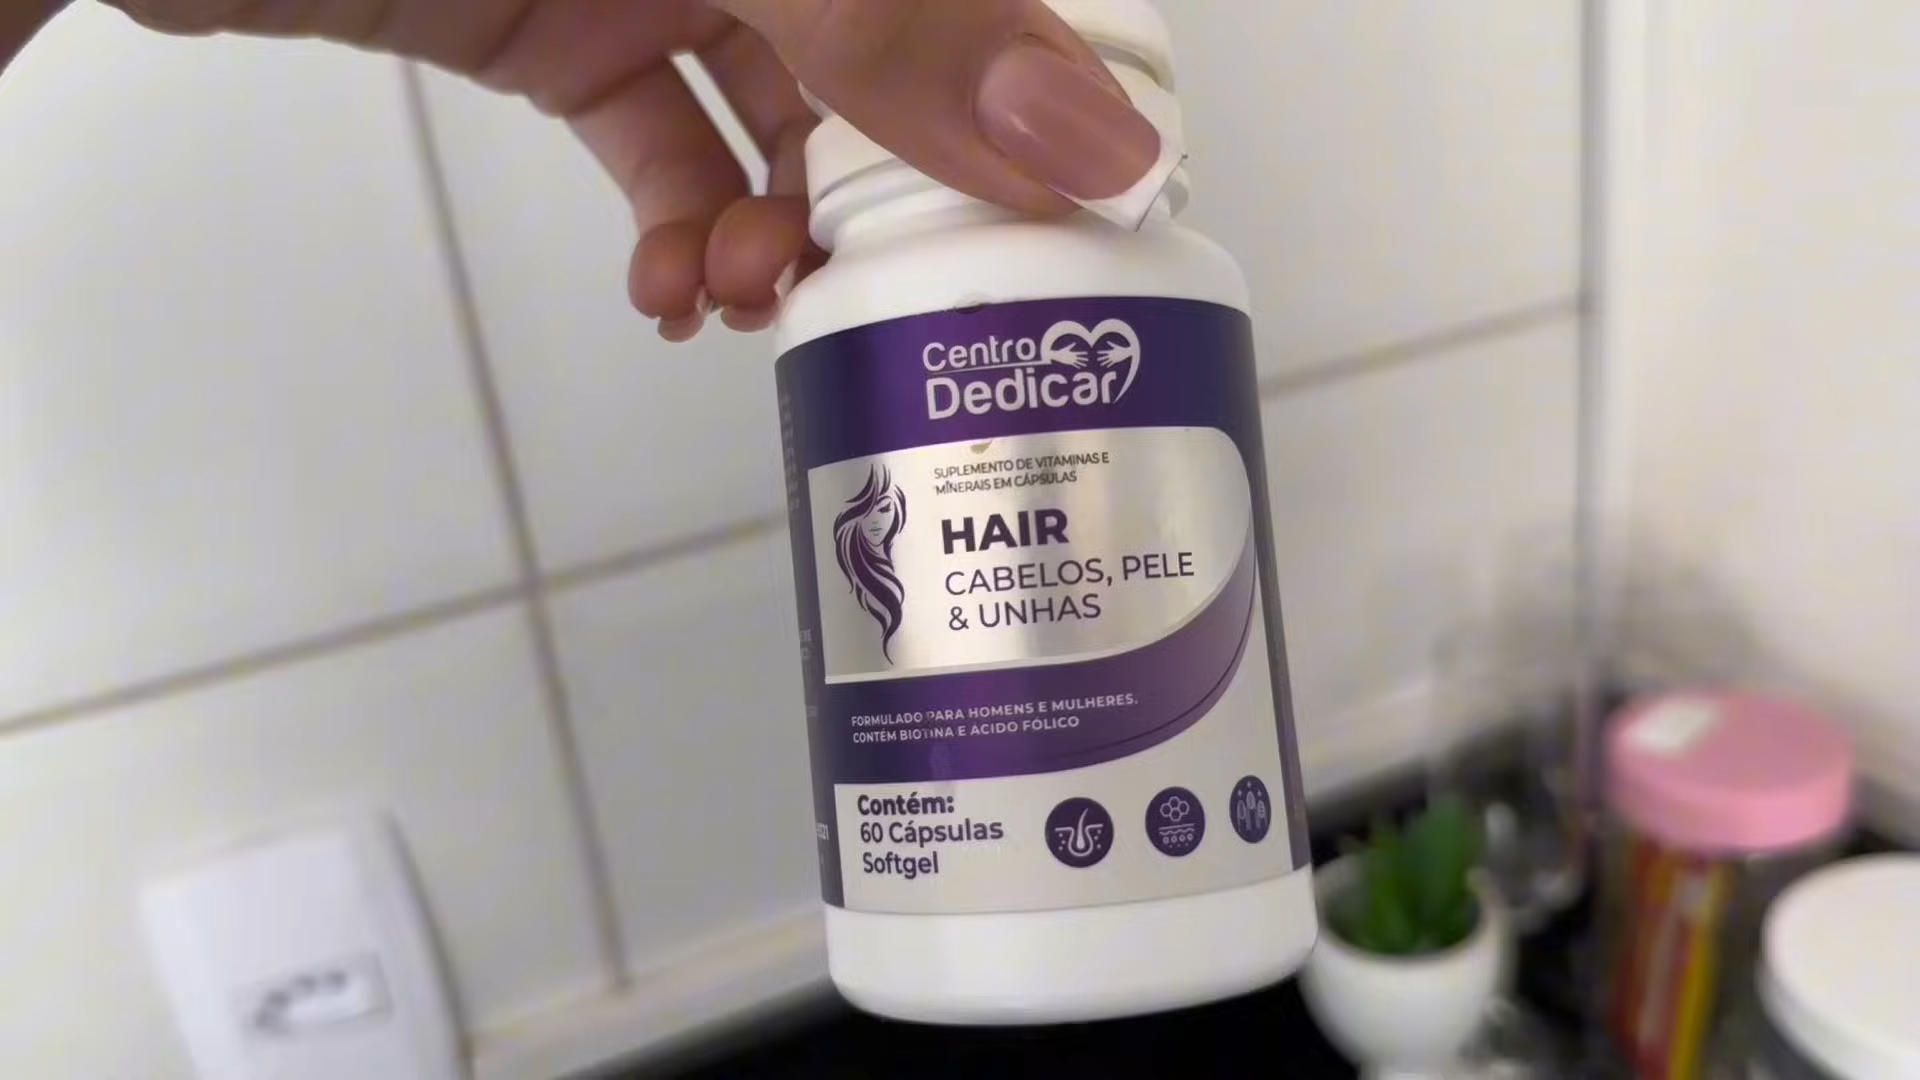 Centro
Dedicar
SUPLEMENTO DE VITAMINAS E
MINERAIS EM CÁPSULAS
HAIR
CABELOS, PELE
& UNHAS
FORMULADO PARA HOMENS E MULHERES.
CONTÉM BIOTINA E ÁCIDO FÓLICO
Contém:
60 Cápsulas
Softgel